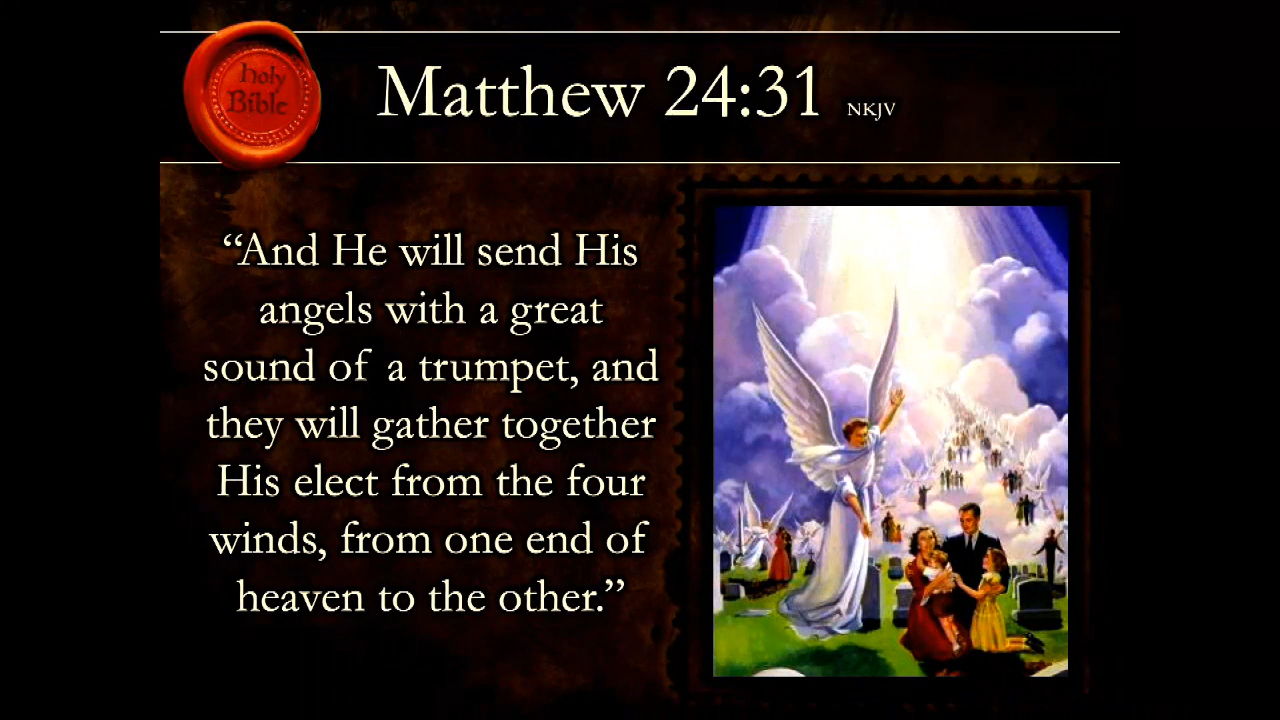 holy
Bible
Matthew 24:31 NKJV
“And He will send His
angels with a great
sound of a trumpet, and
they will gather together
His elect from the four
winds, from one end of
heaven to the other.”